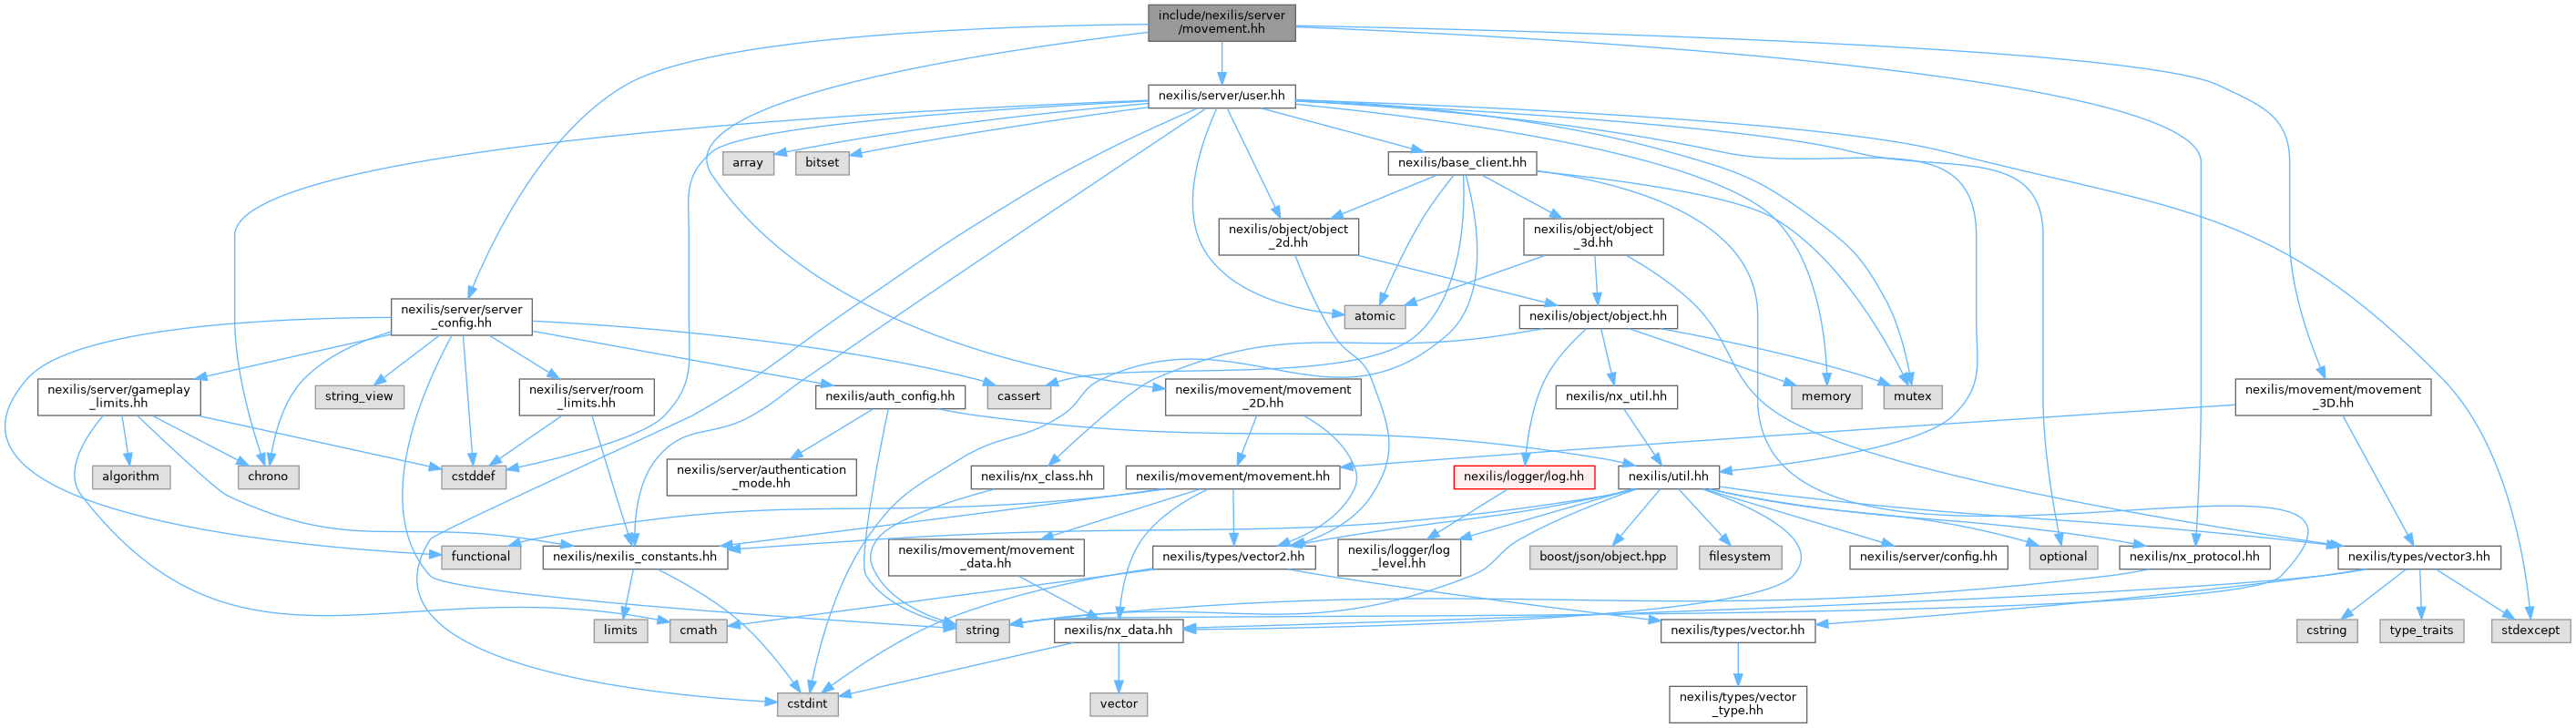 include/nexilis/server
/movement.hh
nexilis/server/user.hh
array
bitset
nexilis/base_client.hh
nexilis/object/object
_2d.hh
nexilis/object/object
_3d.hh
nexilis/server/server
_config.hh
atomic
nexilis/object/object.hh
nexilis/server/gameplay
_limits.hh
string_view
nexilis/server/room
_limits.hh
nexilis/auth_config.hh
cassert
nexilis/movement/movement
_2D.hh
nexilis/nx_util.hh
memory
mutex
nexilis/movement/movement
_3D.hh
algorithm
chrono
cstddef
nexilis/server/authentication
_mode.hh
nexilis/nx_class.hh
nexilis/movement/movement.hh
nexilis/logger/log.hh
nexilis/util.hh
functional
nexilis/nexilis_constants.hh
nexilis/movement/movement
_data.hh
nexilis/types/vector2.hh
nexilis/logger/log
_level.hh
boost/json/object.hpp
filesystem
nexilis/server/config.hh
optional
nexilis/nx_protocol.hh
nexilis/types/vector3.hh
limits
cmath
string
nexilis/nx_data.hh
nexilis/types/vector.hh
cstring
type_traits
stdexcept
cstdint
vector
nexilis/types/vector
_type.hh